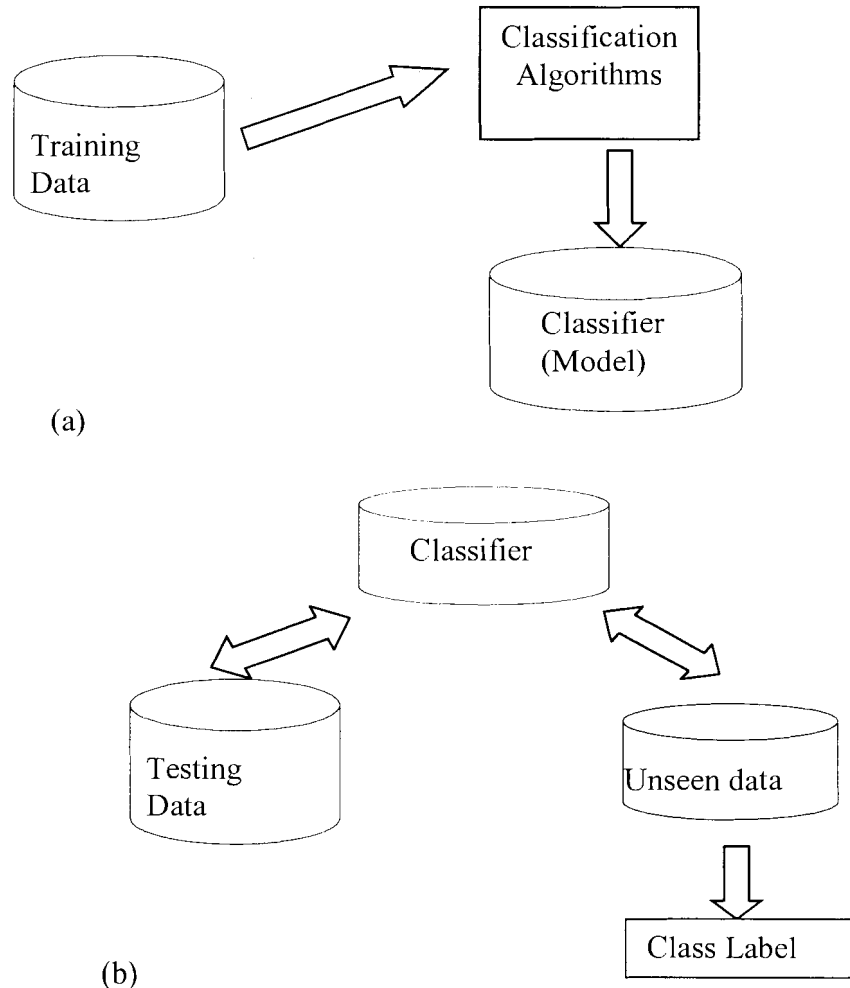 Classification
Algorithms
Training
Data
Classifier
(Model)
(a)
Classifier
Testing
Data
Unseen data
Class Label
(b)